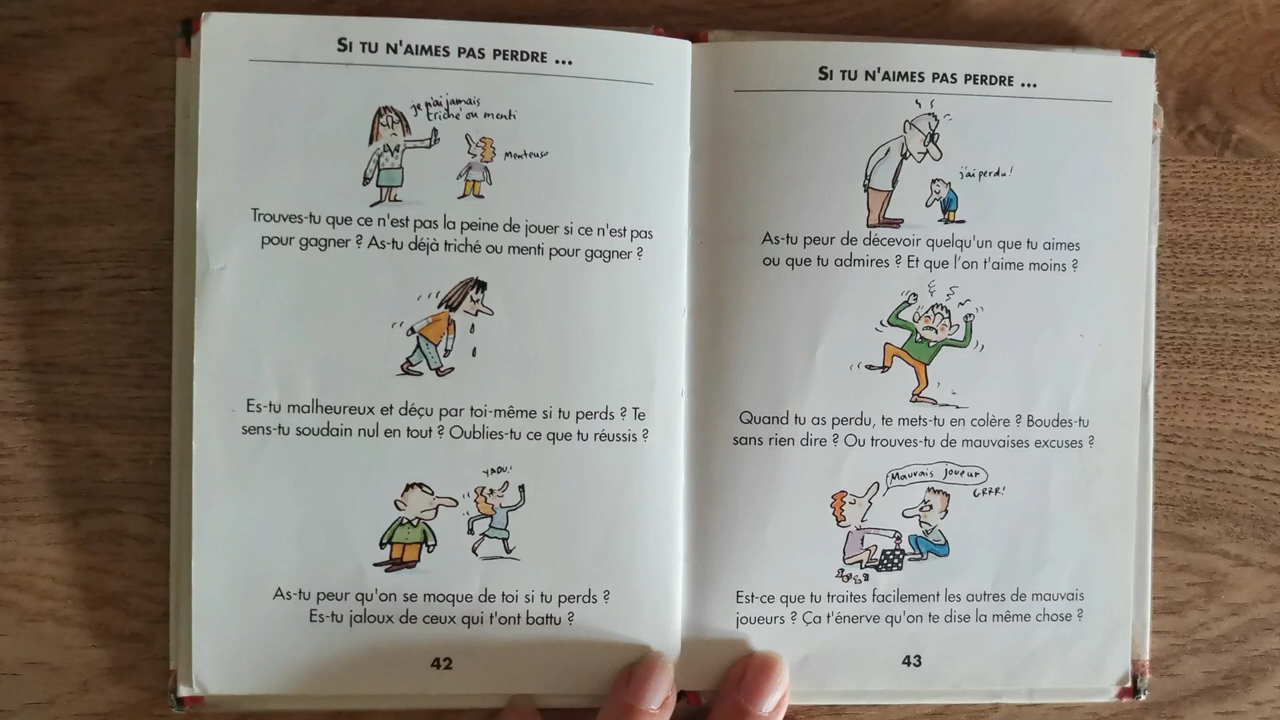 SI TU N'AIMES PAS PERDRE ...
je n'ai jamais
triché ou menti
Menteuse
Trouves-tu que ce n'est pas la peine de jouer si ce n'est pas
pour gagner ? As-tu déjà triché ou menti pour gagner ?
Es-tu malheureux et déçu par toi-même si tu perds ? Te
sens-tu soudain nul en tout ? Oublies-tu ce que tu réussis ?
YAOU!
As-tu peur qu'on se moque de toi si tu perds ?
Es-tu jaloux de ceux qui t'ont battu ?
42
SI TU N'AIMES PAS PERDRE ...
j'ai perdu!
As-tu peur de décevoir quelqu'un que tu aimes
ou que tu admires ? Et que l'on t'aime moins ?
Quand tu as perdu, te mets-tu en colère ? Boudes-tu
sans rien dire ? Ou trouves-tu de mauvaises excuses ?
Mauvais joueur
GRRR!
Est-ce que tu traites facilement les autres de mauvais
joueurs ? Ça t'énerve qu'on te dise la même chose ?
43